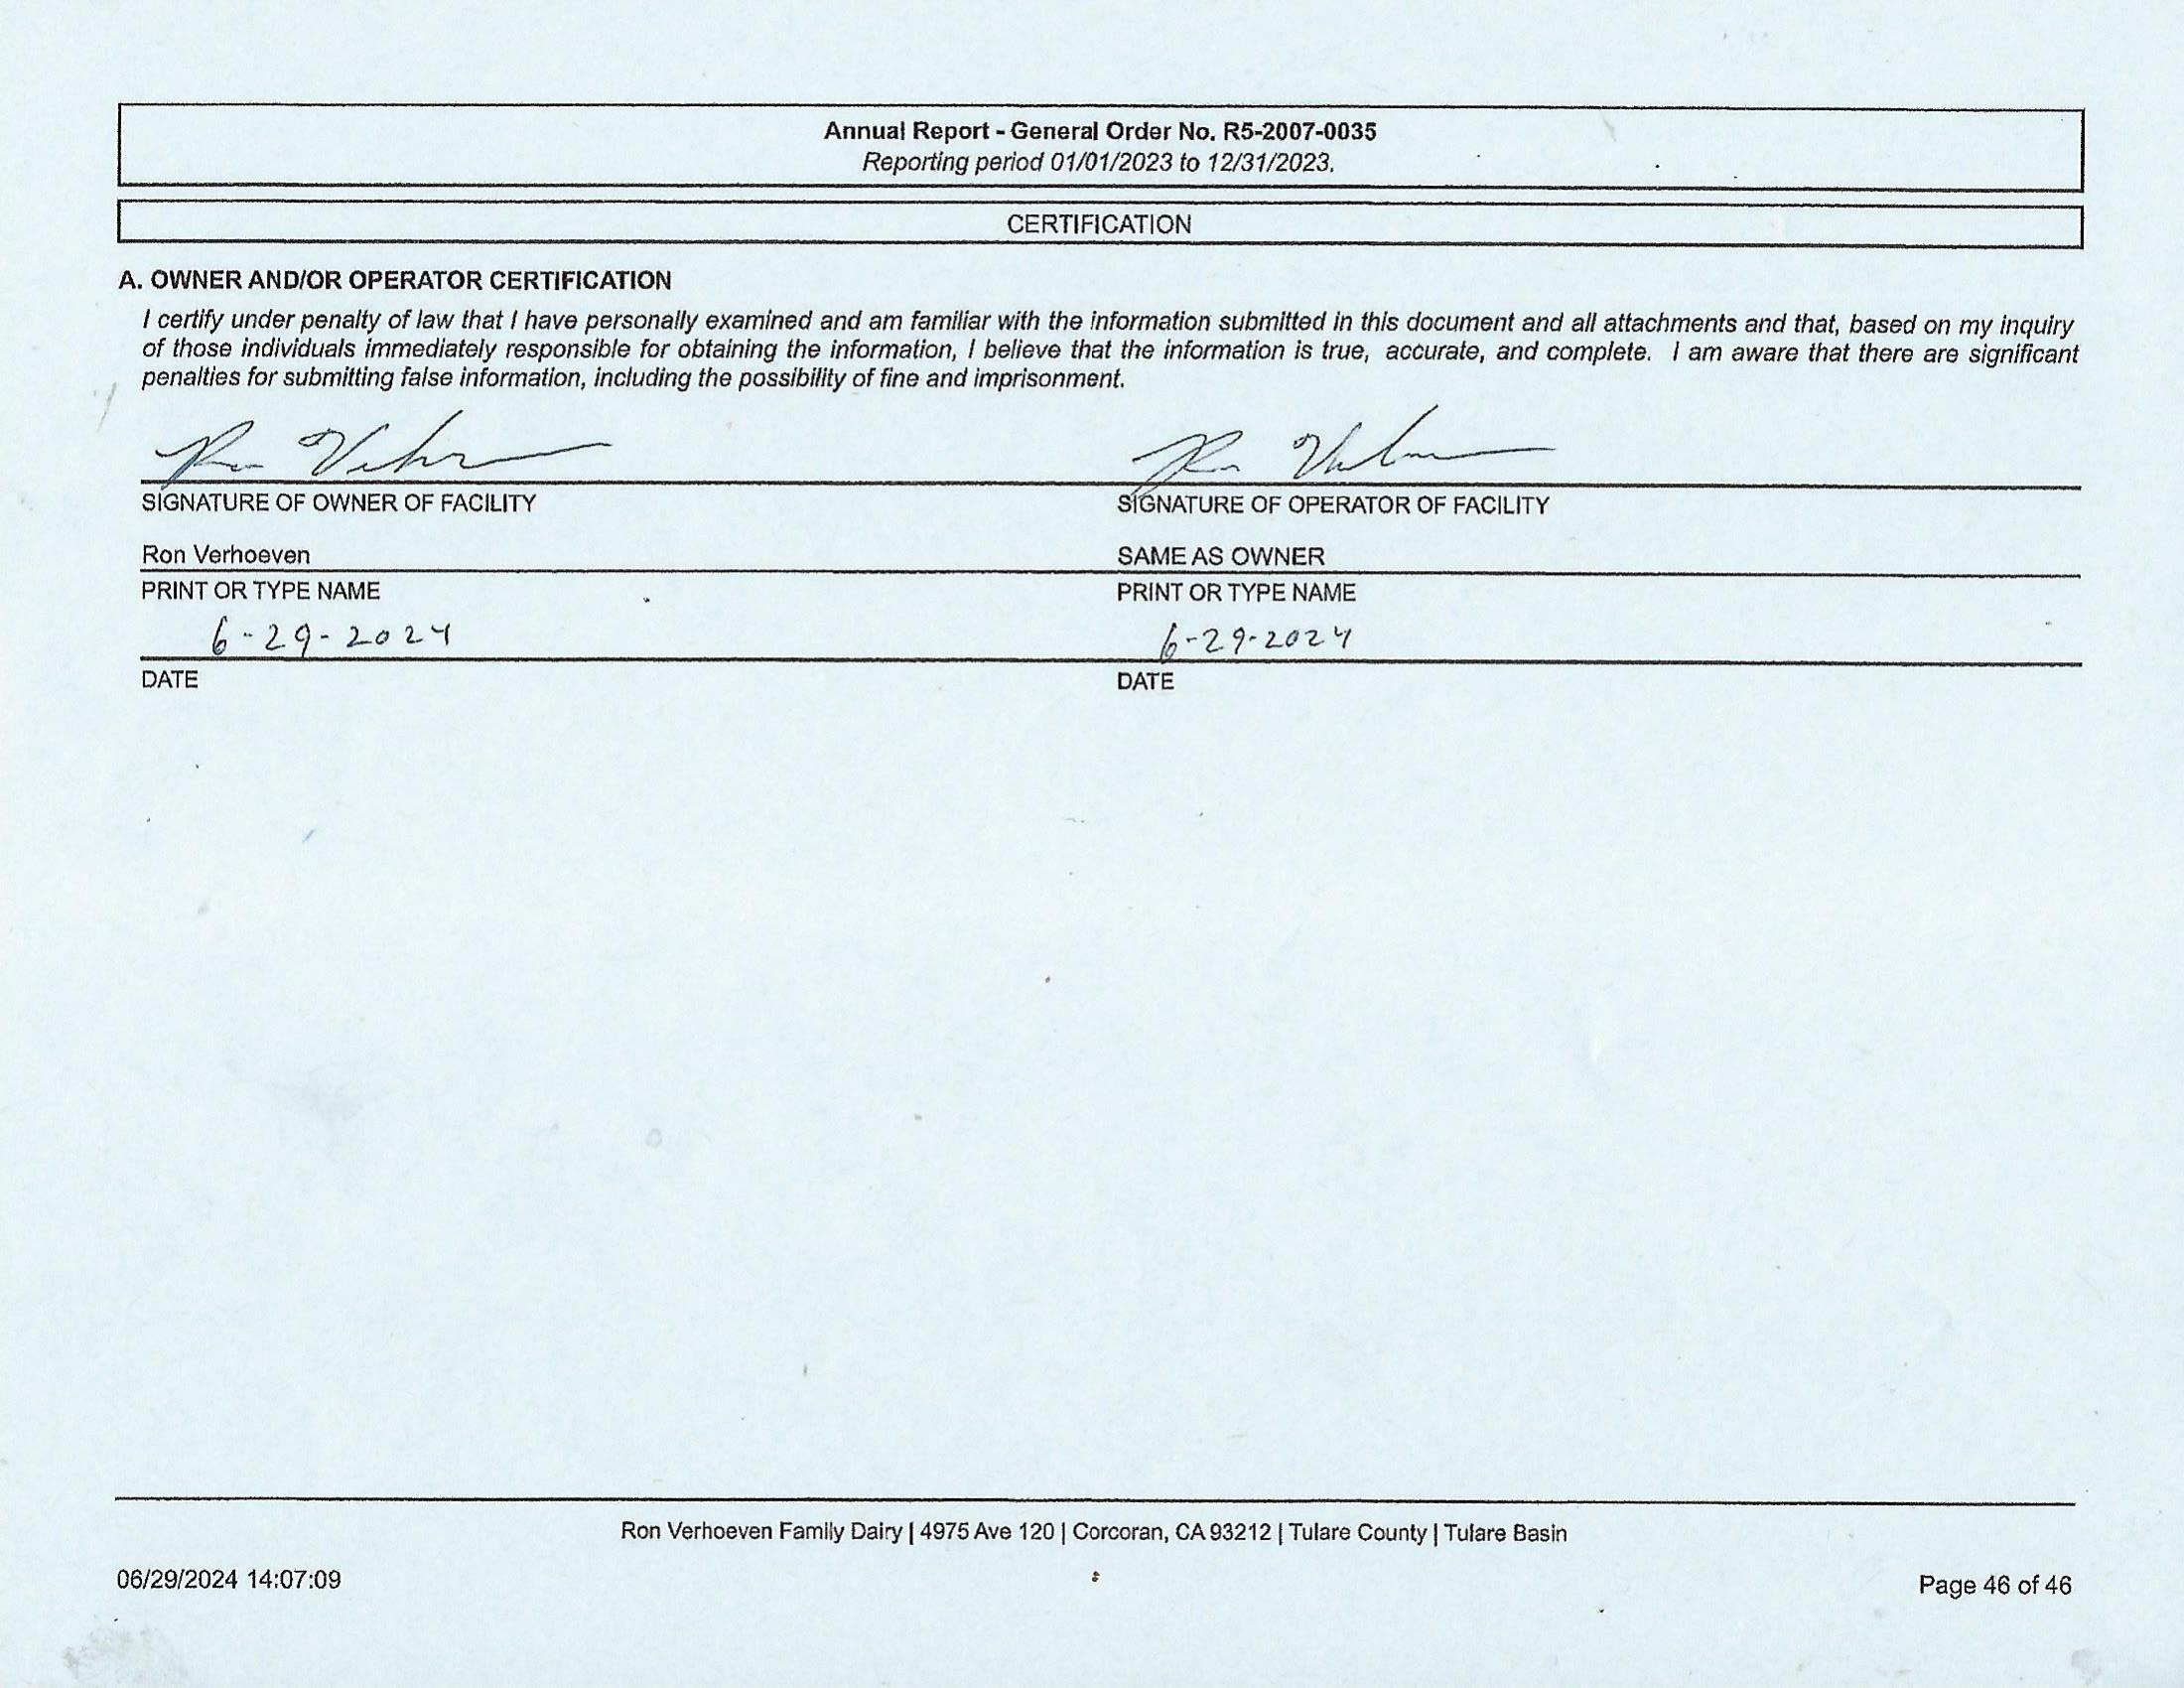 Annual Report - General Order No. R5-2007-0035
Reporting period 01/01/2023 to 12/31/2023.
CERTIFICATION
A. OWNER AND/OR OPERATOR CERTIFICATION
I certify under penalty of law that I have personally examined and am familiar with the information submitted in this document and all attachments and that, based on my inquiry
of those individuals immediately responsible for obtaining the information, I believe that the information is true, accurate, and complete. I am aware that there are significant
penalties for submitting false information, including the possibility of fine and imprisonment.
SIGNATURE OF OWNER OF FACILITY
SIGNATURE OF OPERATOR OF FACILITY
Ron Verhoeven
SAME AS OWNER
PRINT OR TYPE NAME
PRINT OR TYPE NAME
6-29-2024
6-29-2024
DATE
DATE
Ron Verhoeven Family Dairy | 4975 Ave 120 | Corcoran, CA 93212 | Tulare County | Tulare Basin
06/29/2024 14:07:09
Page 46 of 46